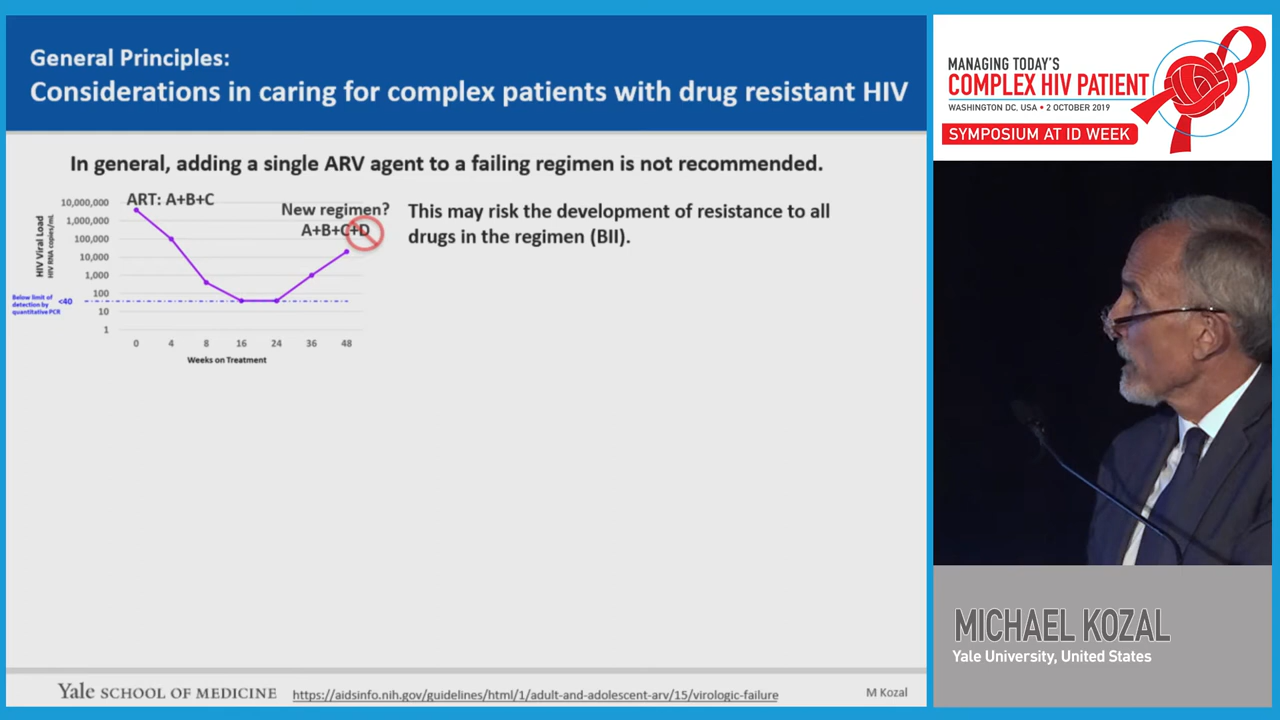 General Principles:
Considerations in caring for complex patients with drug resistant HIV
In general, adding a single ARV agent to a failing regimen is not recommended.
ART: A+B+C
New regimen?
A+B+C+D
This may risk the development of resistance to all
drugs in the regimen (BII).
HIV Viral Load
HIV RNA copies/mL
10,000,000
1,000,000
100,000
10,000
1,000
100
10
1
Below limit of
detection by
quantitative PCR
<40
0 4 8 16 24 36 48
Weeks on Treatment
Yale SCHOOL OF MEDICINE
https://aidsinfo.nih.gov/guidelines/html/1/adult-and-adolescent-arv/15/virologic-failure
M Kozal
MANAGING TODAY'S
COMPLEX HIV PATIENT
WASHINGTON DC, USA • 2 OCTOBER 2019
SYMPOSIUM AT ID WEEK
MICHAEL KOZAL
Yale University, United States